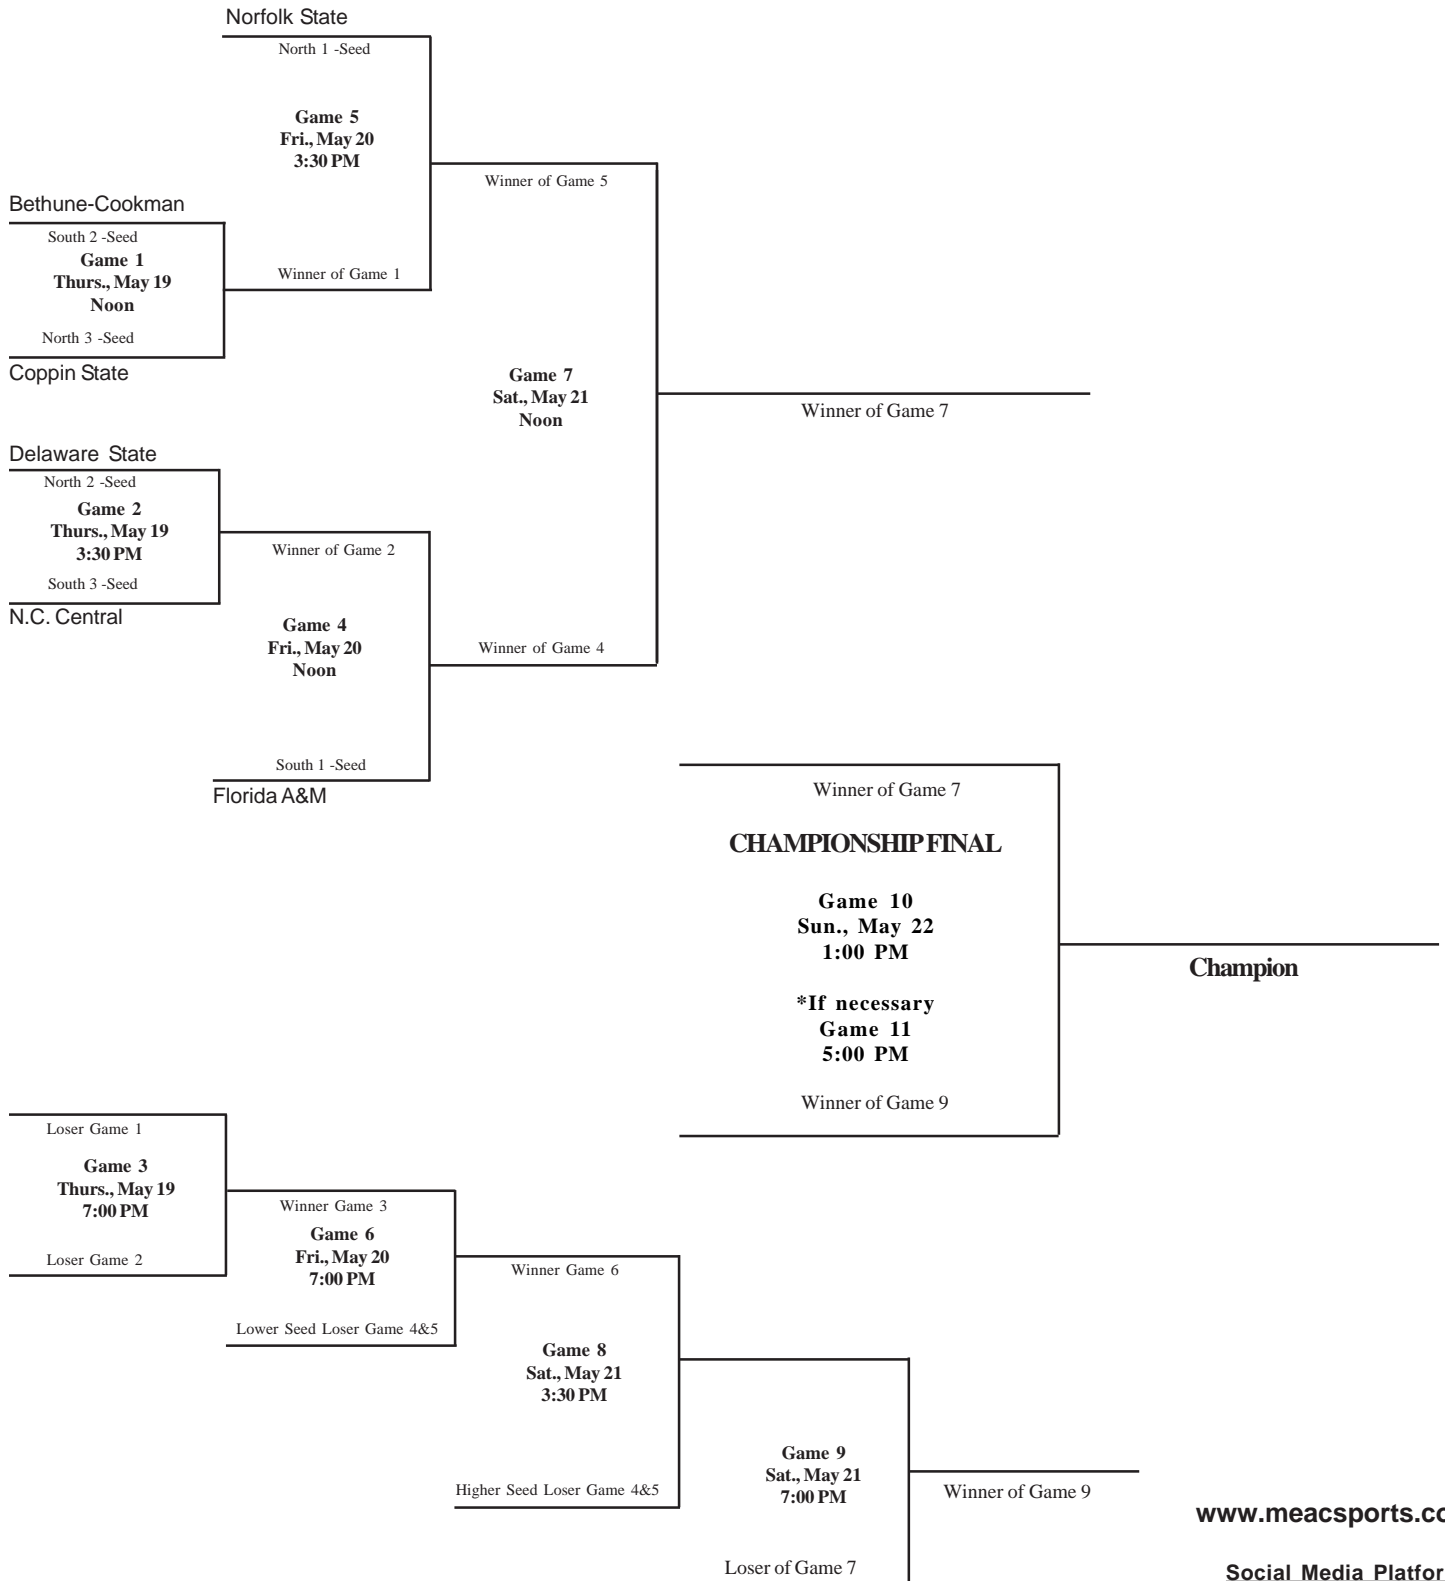 Norfolk State
North 1 -Seed
Game 5
Fri., May 20
3:30 PM
Winner of Game 5
Bethune-Cookman
South 2 -Seed
Game 1
Thurs., May 19
Noon
Winner of Game 1
North 3 -Seed
Coppin State
Game 7
Sat., May 21
Noon
Winner of Game 7
Delaware State
North 2 -Seed
Game 2
Thurs., May 19
3:30 PM
Winner of Game 2
South 3 -Seed
N.C. Central
Game 4
Fri., May 20
Noon
Winner of Game 4
South 1 -Seed
Florida A&M
Winner of Game 7
CHAMPIONSHIP FINAL
Game 10
Sun., May 22
1:00 PM
Champion
*If necessary
Game 11
5:00 PM
Winner of Game 9
Loser Game 1
Game 3
Thurs., May 19
7:00 PM
Loser Game 2
Winner Game 3
Game 6
Fri., May 20
7:00 PM
Lower Seed Loser Game 4&5
Winner Game 6
Game 8
Sat., May 21
3:30 PM
Higher Seed Loser Game 4&5
Game 9
Sat., May 21
7:00 PM
Winner of Game 9
Loser of Game 7
www.meacsports.co
Social Media Platfor